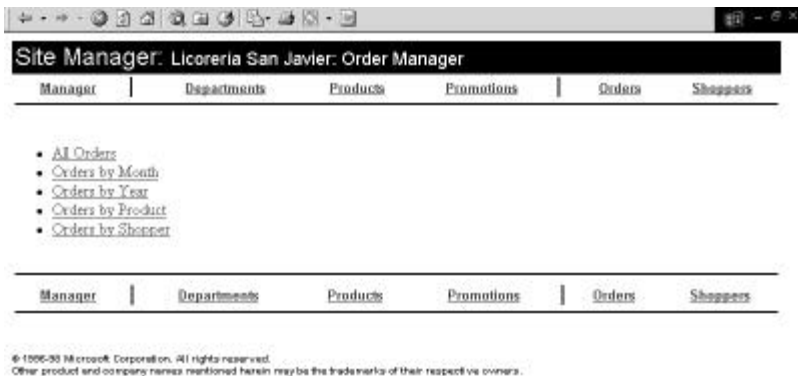 Site Manager: Licoreria San Javier: Order Manager
Manager Departments Products Promotions Orders Shoppers
All Orders
Orders by Month
Orders by Year
Orders by Product
Orders by Shopper
Manager Departments Products Promotions Orders Shoppers
© 1996-98 Microsoft Corporation. All rights reserved.
Other product and company names mentioned herein may be the trademarks of their respective owners.